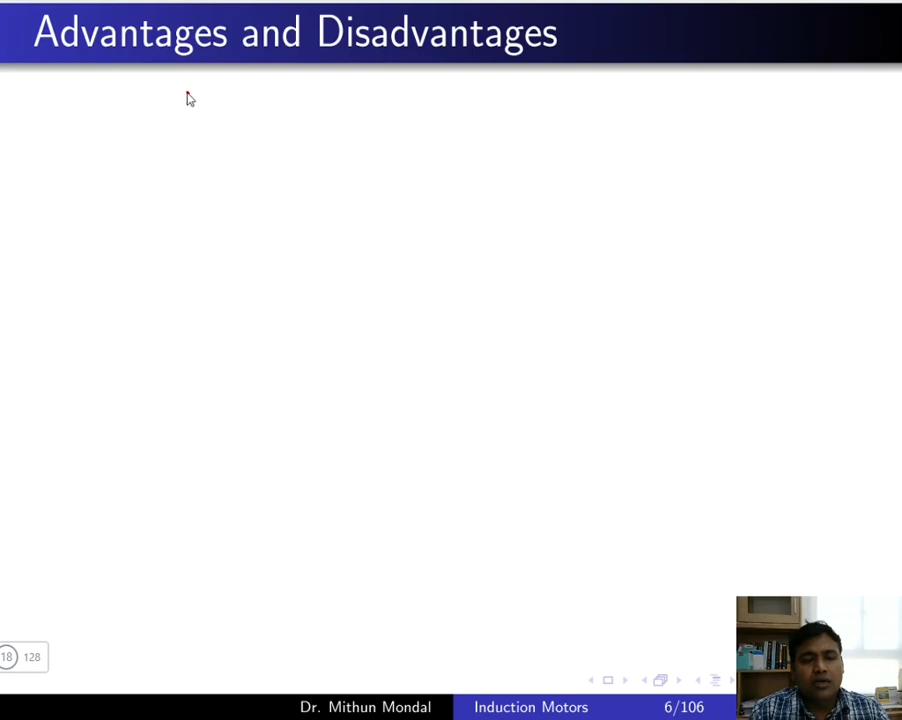 Advantages and Disadvantages
18 128
Dr. Mithun Mondal
Induction Motors
6/106